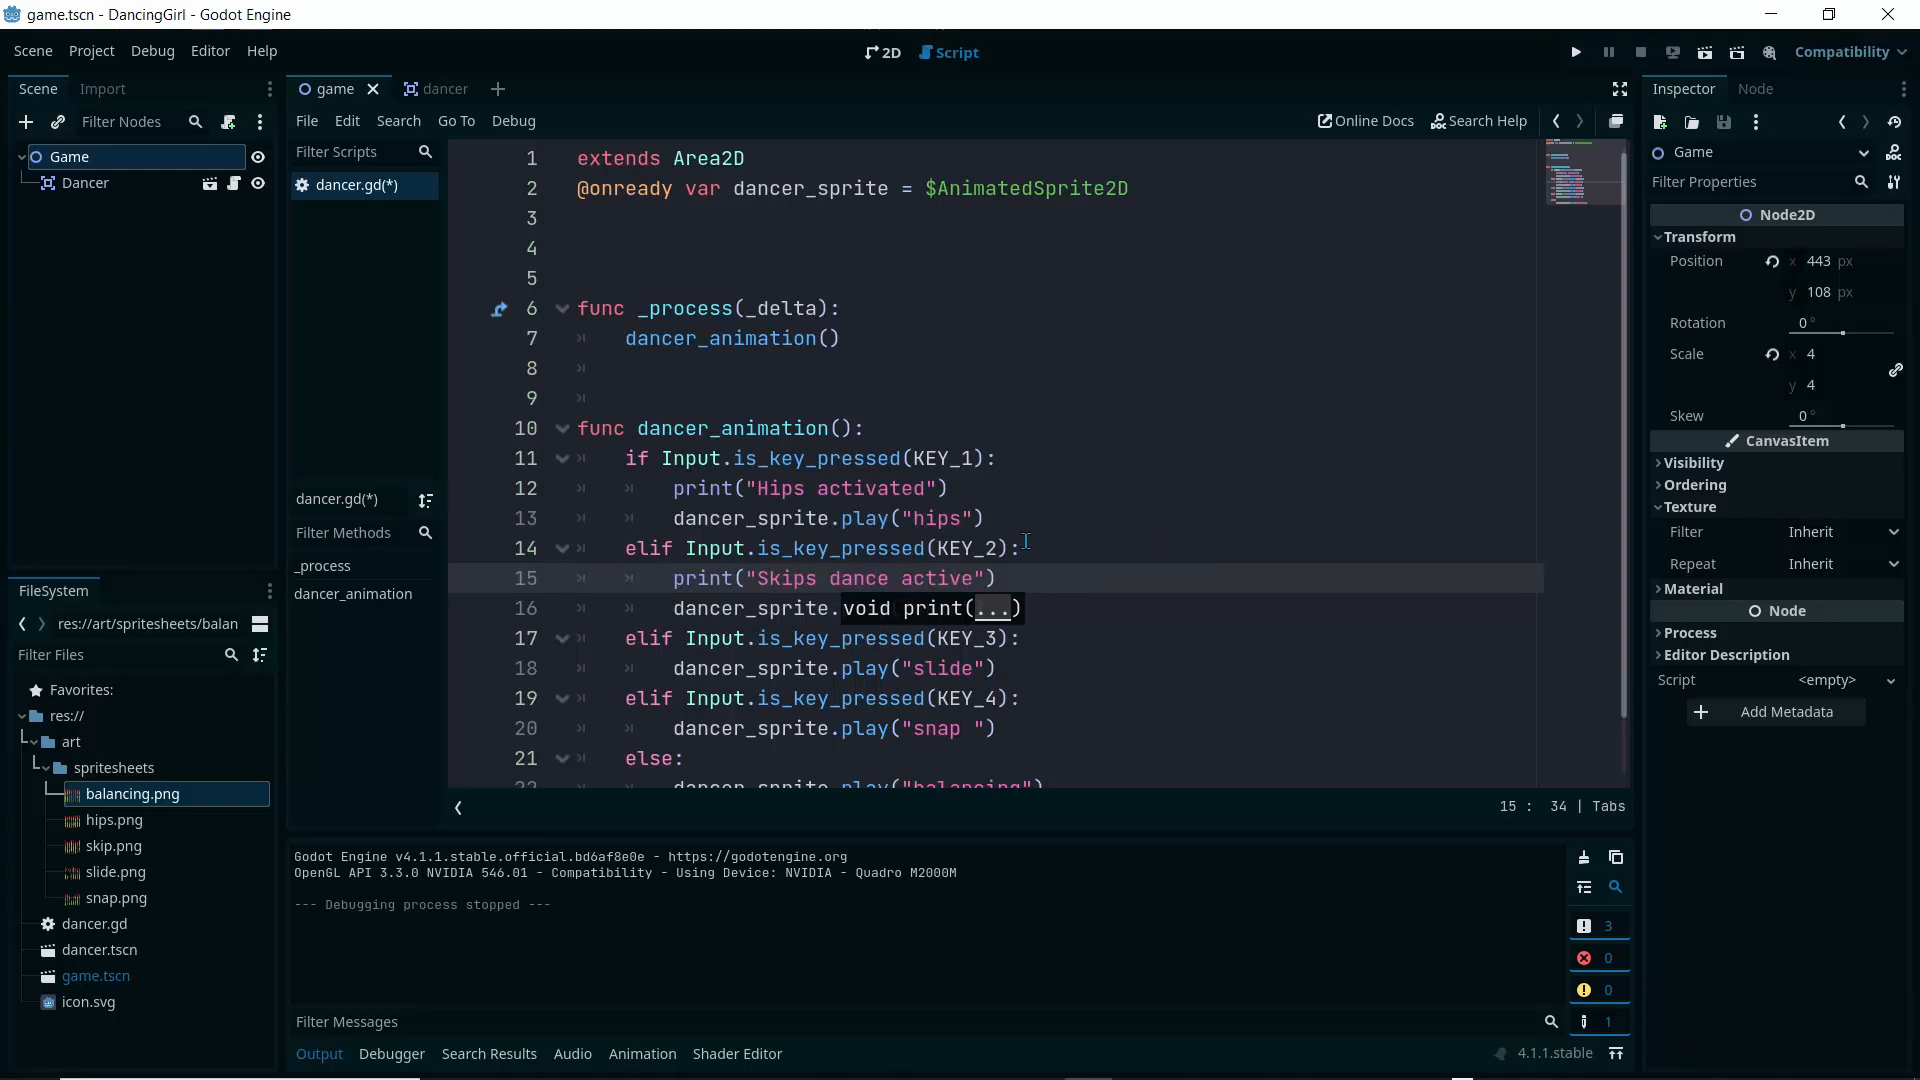 game.tscn - DancingGirl - Godot Engine
Scene Project Debug Editor Help
2D Script
Compatibility
Scene Import
game dancer
Inspector Node
Filter Nodes
File Edit Search Go To Debug
Online Docs Search Help
Filter Scripts
dancer.gd(*)
Game
Dancer
Game
Filter Properties
1 extends Area2D
2 @onready var dancer_sprite = $AnimatedSprite2D
3
4
5
6 func _process(_delta):
7 dancer_animation()
8
9
10 func dancer_animation():
11 if Input.is_key_pressed(KEY_1):
12 print("Hips activated")
13 dancer_sprite.play("hips")
14 elif Input.is_key_pressed(KEY_2):
15 print("Skips dance active")
16 dancer_sprite.void print(...)
17 elif Input.is_key_pressed(KEY_3):
18 dancer_sprite.play("slide")
19 elif Input.is_key_pressed(KEY_4):
20 dancer_sprite.play("snap ")
21 else:
22 dancer_sprite.play("balancing")
15 : 34 | Tabs
dancer.gd(*)
Filter Methods
_process
dancer_animation
Node2D
Transform
Position x 443 px
y 108 px
Rotation 0 °
Scale x 4
y 4
Skew 0 °
CanvasItem
Visibility
Ordering
Texture
Filter Inherit
Repeat Inherit
Material
Node
Process
Editor Description
Script <empty>
Add Metadata
FileSystem
res://art/spritesheets/balan
Filter Files
Favorites:
res://
art
spritesheets
balancing.png
hips.png
skip.png
slide.png
snap.png
dancer.gd
dancer.tscn
game.tscn
icon.svg
Godot Engine v4.1.1.stable.official.bd6af8e0e - https://godotengine.org
OpenGL API 3.3.0 NVIDIA 546.01 - Compatibility - Using Device: NVIDIA - Quadro M2000M
--- Debugging process stopped ---
3
0
0
1
Filter Messages
Output Debugger Search Results Audio Animation Shader Editor
4.1.1.stable